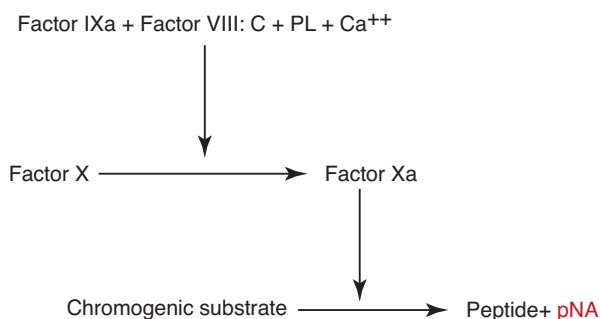 Factor IXa + Factor VIII: C + PL + Ca++
Factor X
Factor Xa
Chromogenic substrate
Peptide+ pNA